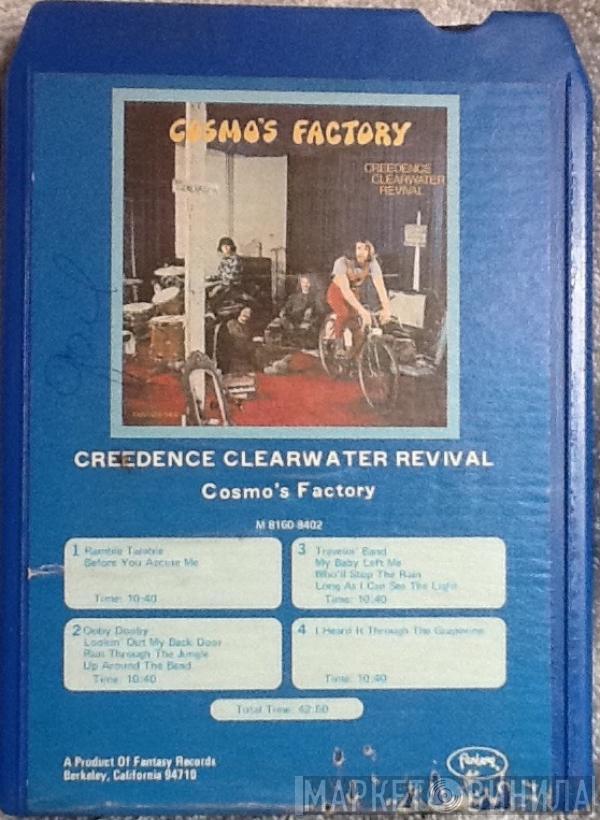 COSMO'S FACTORY
CREEDENCE
CLEARWATER
REVIVAL
CREEDENCE CLEARWATER REVIVAL
Cosmo's Factory
M 8160-8402
1 Ramble Tamble
Before You Accuse Me
Time: 10:40
2 Ooby Dooby
Lookin' Out My Back Door
Run Through The Jungle
Up Around The Bend
Time: 10:40
3 Travelin' Band
My Baby Left Me
Who'll Stop The Rain
Long As I Can See The Light
Time: 10:40
4 I Heard It Through The Grapevine
Time: 10:40
Total Time: 42:60
A Product Of Fantasy Records
Berkeley, California 94710
Fantasy
МАРКЕТ ВИНИЛА